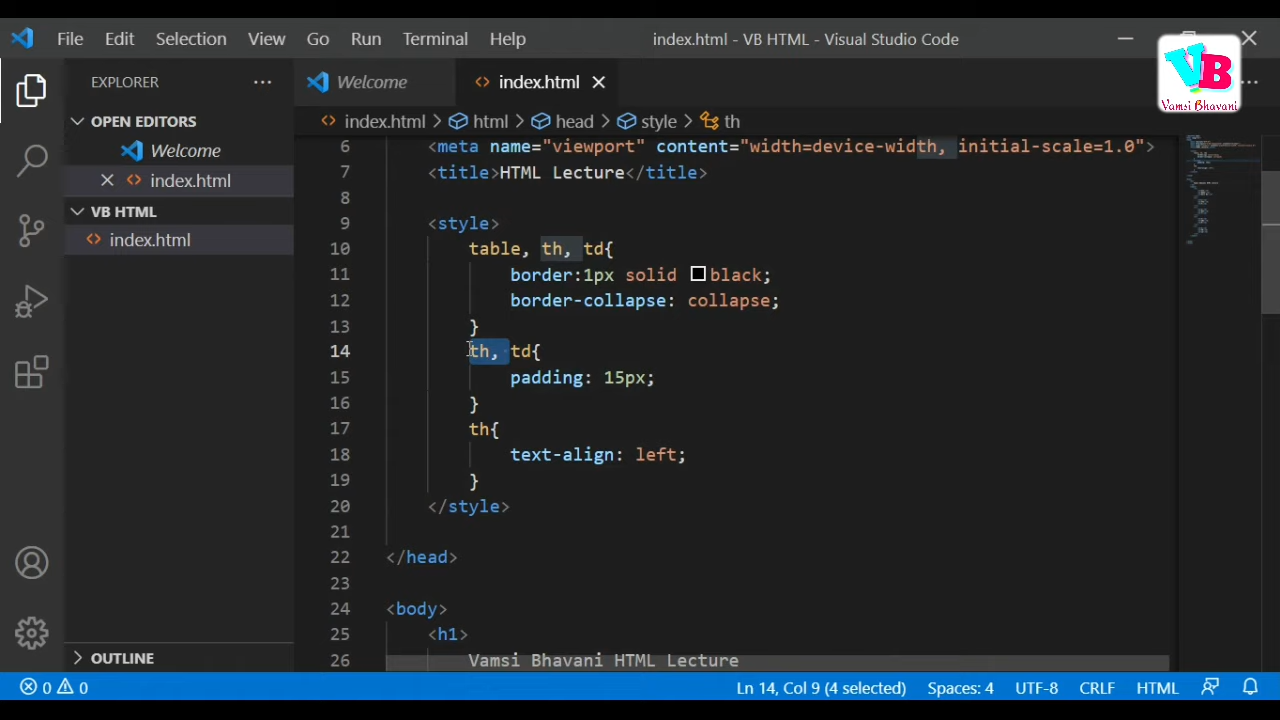 File Edit Selection View Go Run Terminal Help index.html - VB HTML - Visual Studio Code
VB
Vamsi Bhavani
EXPLORER
OPEN EDITORS
Welcome
index.html
VB HTML
index.html
OUTLINE
Welcome index.html
index.html > html > head > style > th
6 <meta name="viewport" content="width=device-width, initial-scale=1.0">
7 <title>HTML Lecture</title>
8
9 <style>
10 table, th, td{
11 border:1px solid black;
12 border-collapse: collapse;
13 }
14 th, td{
15 padding: 15px;
16 }
17 th{
18 text-align: left;
19 }
20 </style>
21
22 </head>
23
24 <body>
25 <h1>
26 Vamsi Bhavani HTML Lecture
0 0 Ln 14, Col 9 (4 selected) Spaces: 4 UTF-8 CRLF HTML